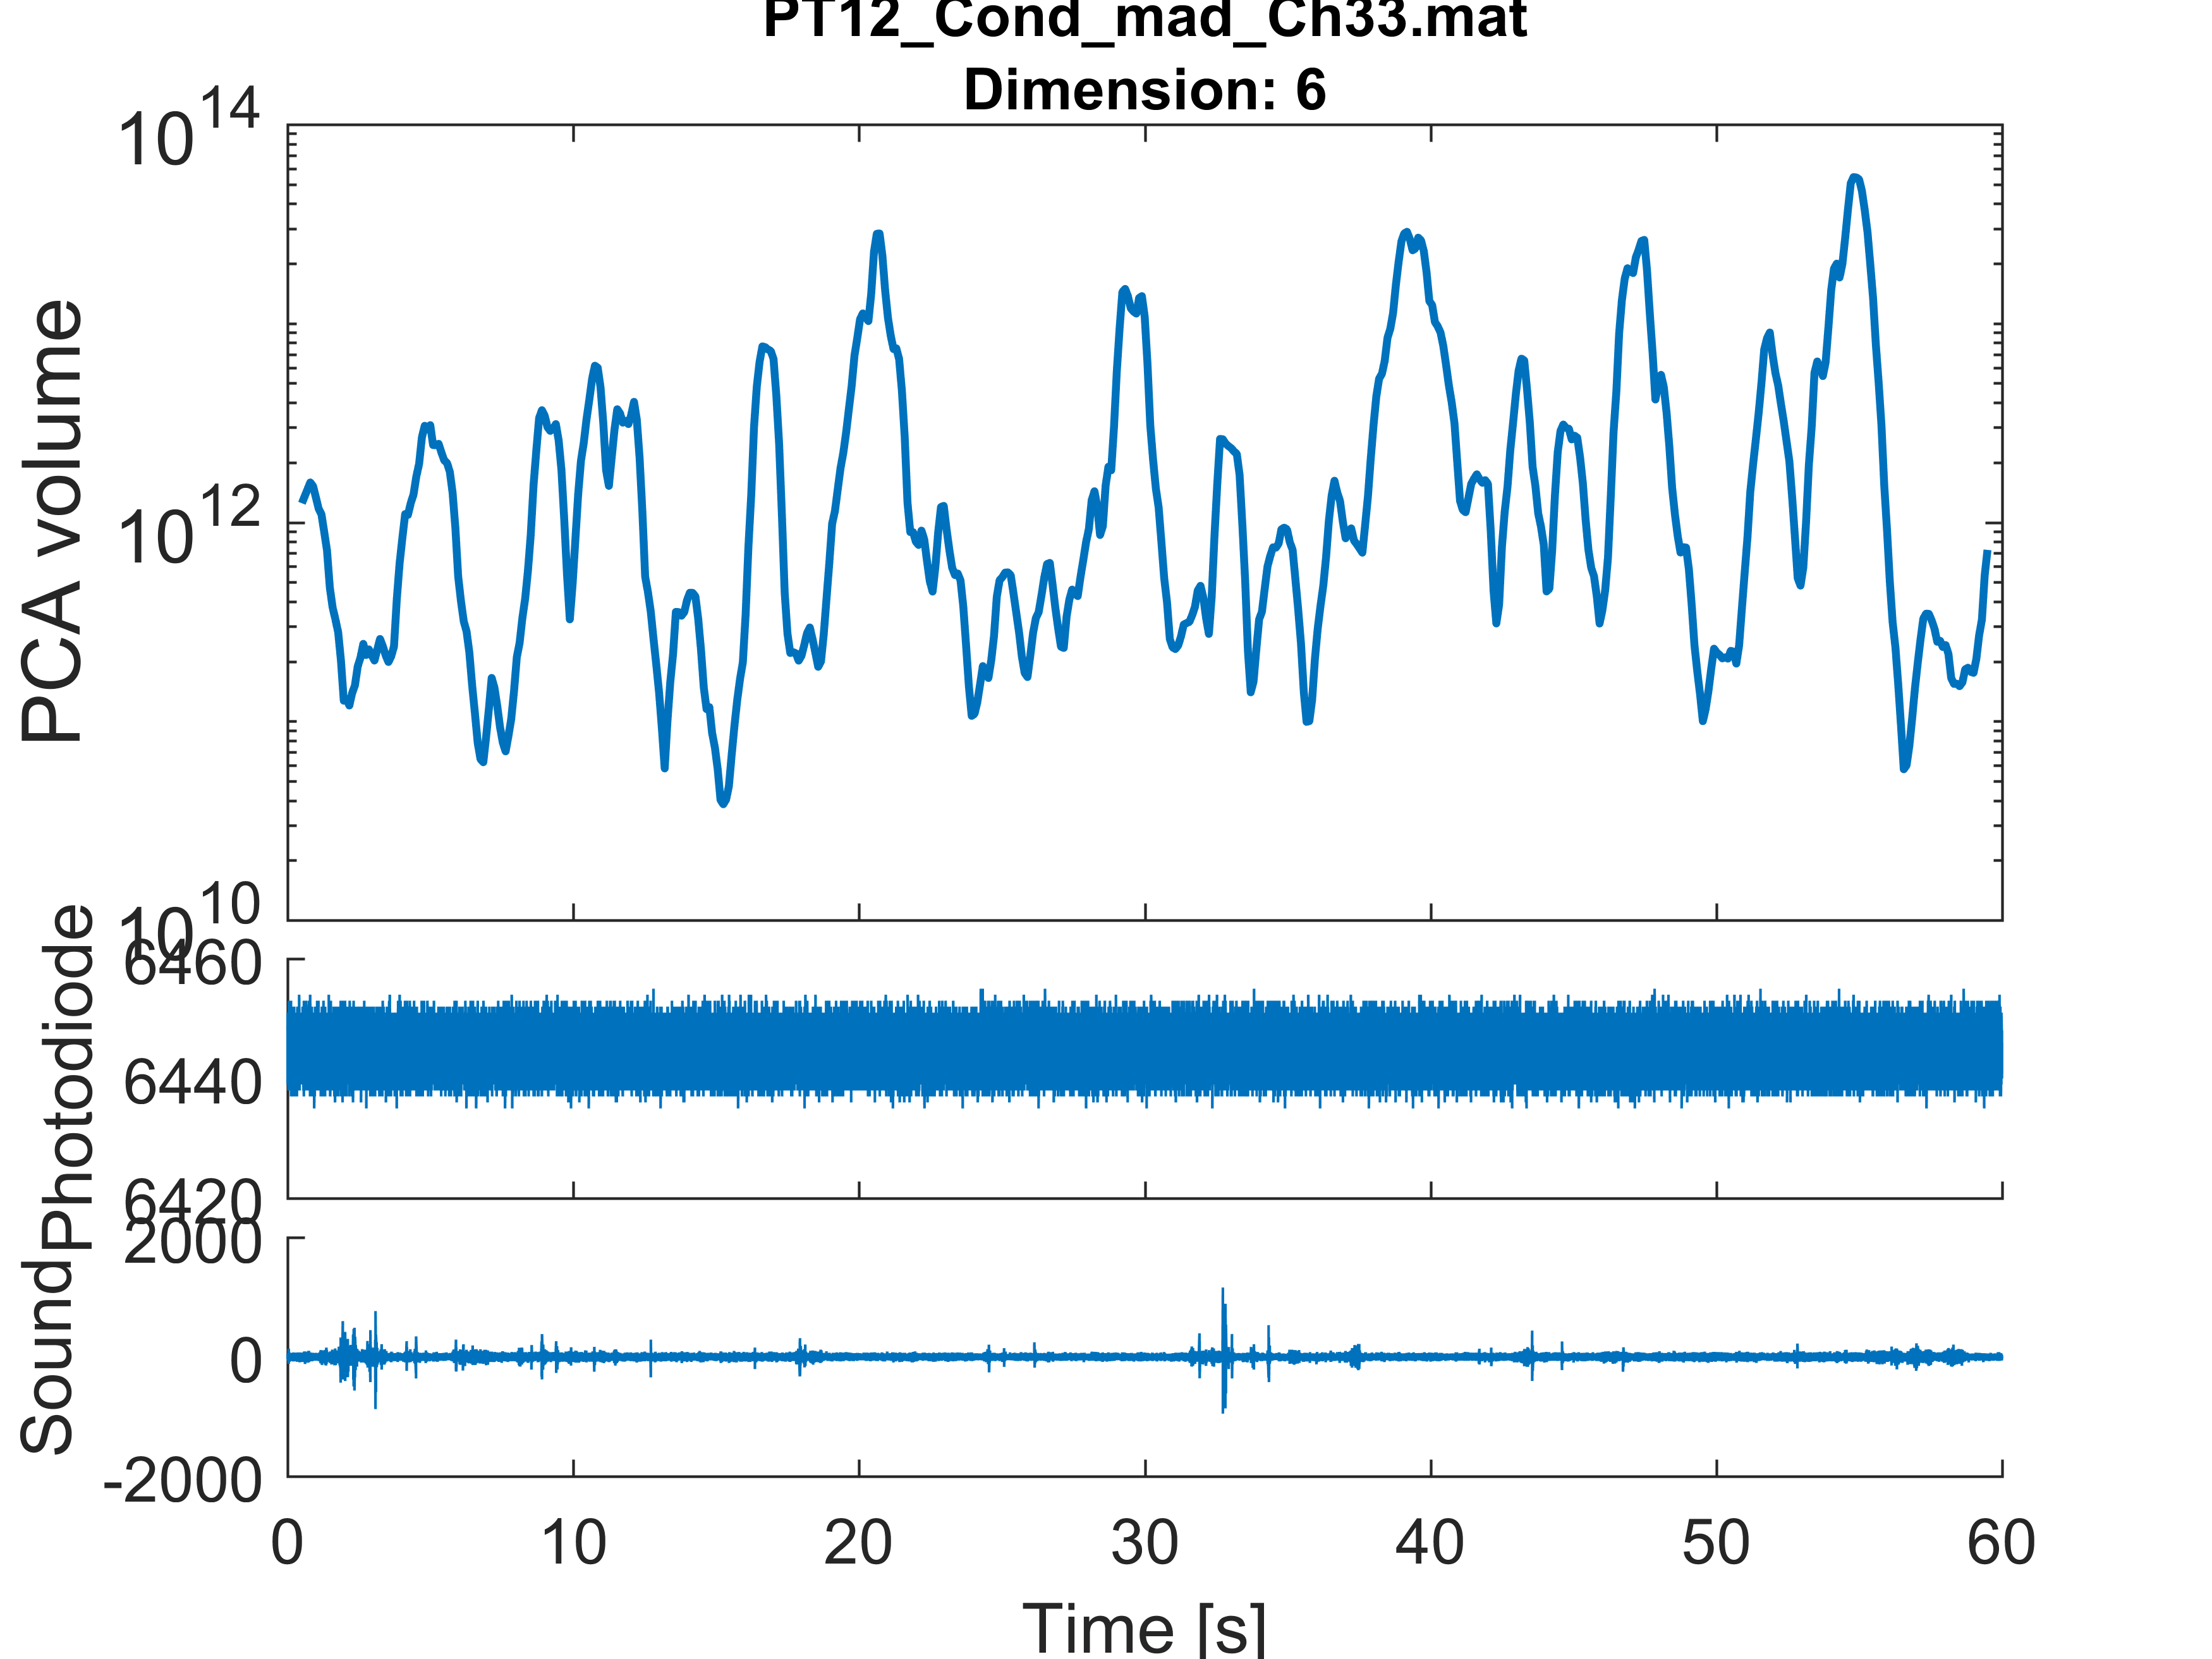 PT12_Cond_mad_Ch33.mat
Dimension: 6
10^14
10^12
10^10
PCA volume
6460
6440
6420
Photodiode
2000
0
-2000
Sound
0 10 20 30 40 50 60
Time [s]